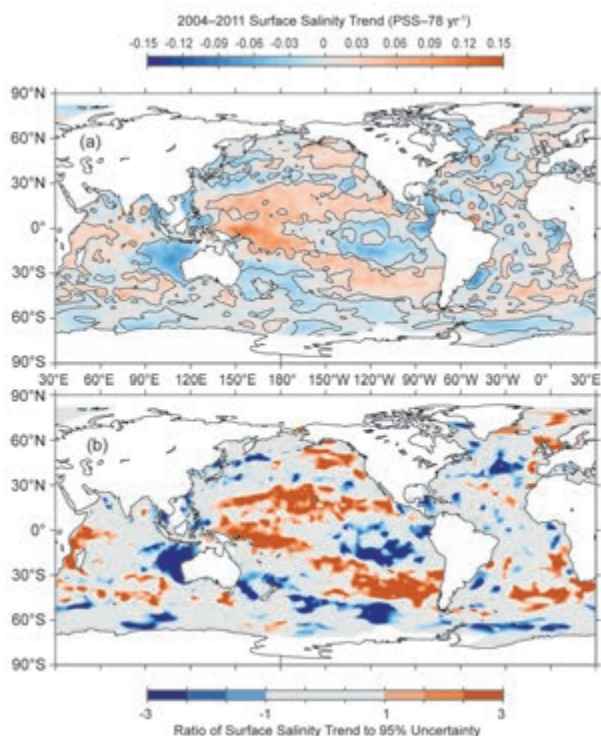 2004–2011 Surface Salinity Trend (PSS–78 yr⁻¹)
-0.15 -0.12 -0.09 -0.06 -0.03 0 0.03 0.06 0.09 0.12 0.15
90°N
(a)
60°N
30°N
0°
30°S
60°S
90°S
30°E 60°E 90°E 120°E 150°E 180° 150°W 120°W 90°W 60°W 30°W 0° 30°E
90°N
(b)
60°N
30°N
0°
30°S
60°S
90°S
-3 -1 1 3
Ratio of Surface Salinity Trend to 95% Uncertainty